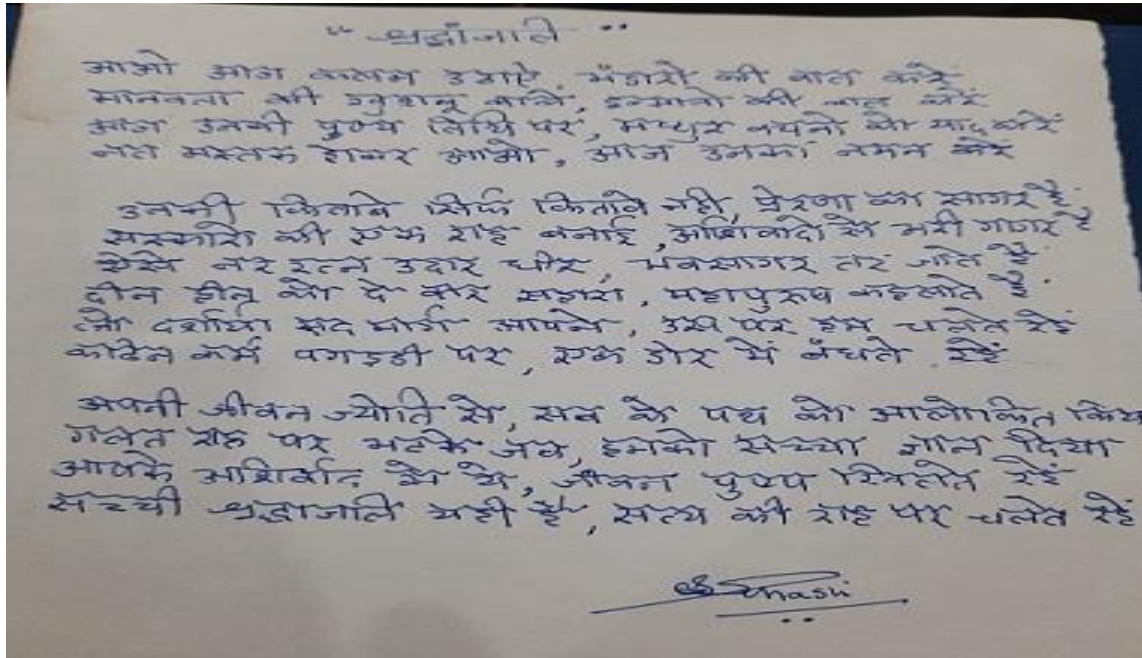 "श्रद्धाँजलि"
आओ आज कलम उठाऐ, की बात करें
मानवता की खुशबू वाले, इन्सानो की बात करें
आज उनकी पुण्य तिथि पर, मधुर वचनो को याद करें
नत मस्तक होकर आओ, आज उनको नमन करें
उनकी किताबे सिर्फ किताबे नही, प्रेरणा का सागर है
संस्कारो की एक राह बनाई, आर्शिवादो से भरी गागर है
ऐसे नर रत्न उदार धीर, भवसागर तर जाते है
दीन हीन को दे कर सहारा, महापुरुष कहलाते है
जो दर्शाया सद मार्ग आपने, उस पर हम चलते रहें
कठिन कर्म पगडडी पर, एक डोर में बँधते रहें
अपनी जीवन ज्योति से, सब के पथ को आलोकित किय
गलत राह पर भटके जब, हमको सच्चा ज्ञान दिया
आपके आशिर्वाद से ये, जीवन पुष्प खिलते रहें
सच्ची श्रद्धाजलि यही है, सत्य की राह पर चलते रहें